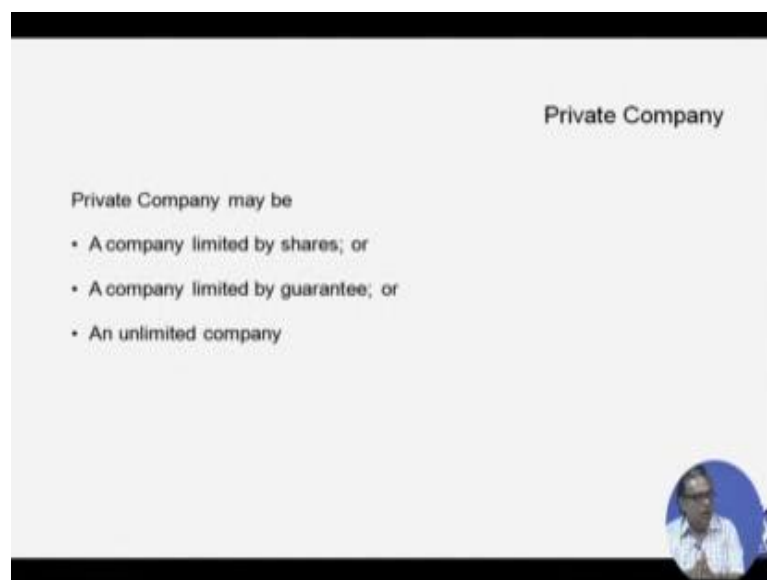 Private Company
Private Company may be
• A company limited by shares; or
• A company limited by guarantee; or
• An unlimited company